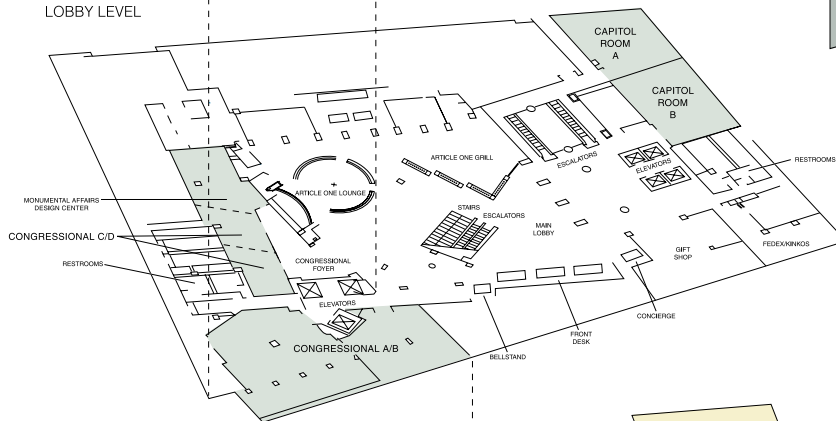 LOBBY LEVEL
CAPITOL
ROOM
A
CAPITOL
ROOM
B
ARTICLE ONE GRILL
ESCALATORS
ELEVATORS
RESTROOMS
ARTICLE ONE LOUNGE
MONUMENTAL AFFAIRS
DESIGN CENTER
STAIRS
ESCALATORS
MAIN
LOBBY
CONGRESSIONAL C/D
CONGRESSIONAL
FOYER
GIFT
SHOP
FEDEX/KINKOS
RESTROOMS
ELEVATORS
CONCIERGE
FRONT
DESK
CONGRESSIONAL A/B
BELLSTAND